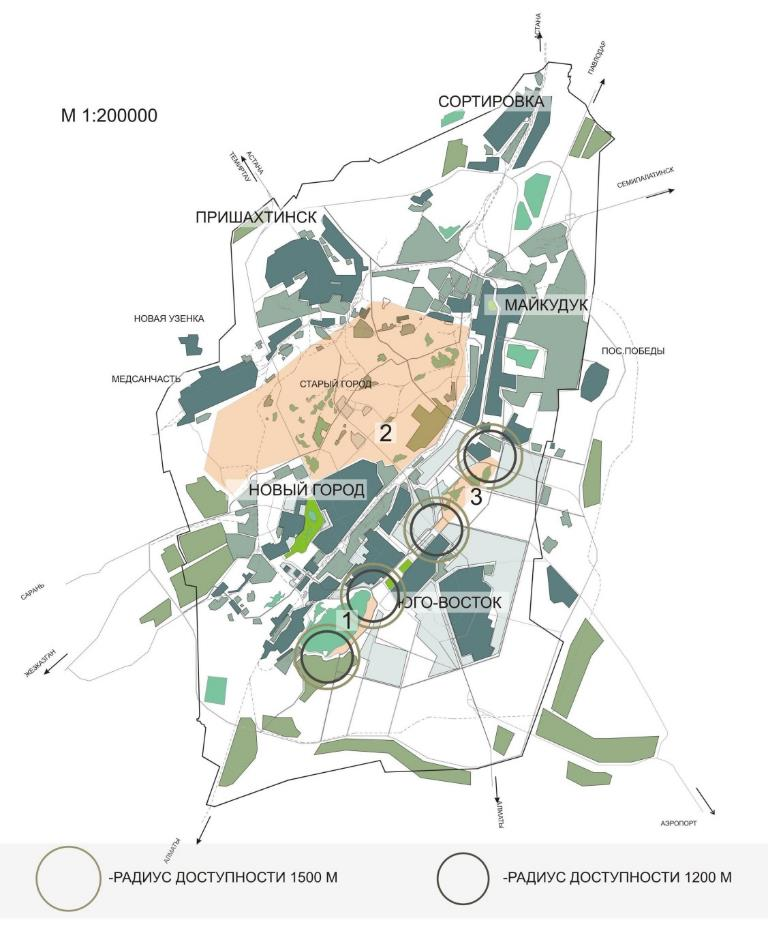 АСТАНА
ПАВЛОДАР
СОРТИРОВКА
М 1:200000
АСТАНА
ТЕМИРТАУ
СЕМИПАЛАТИНСК
ПРИШАХТИНСК
МАЙКУДУК
НОВАЯ УЗЕНКА
ПОС.ПОБЕДЫ
МЕДСАНЧАСТЬ
СТАРЫЙ ГОРОД
2
НОВЫЙ ГОРОД
3
САРАНЬ
ЮГО-ВОСТОК
1
ЖЕЗКАЗГАН
АЛМАТЫ
АЭРОПОРТ
АЛМАТЫ
-РАДИУС ДОСТУПНОСТИ 1500 М
-РАДИУС ДОСТУПНОСТИ 1200 М